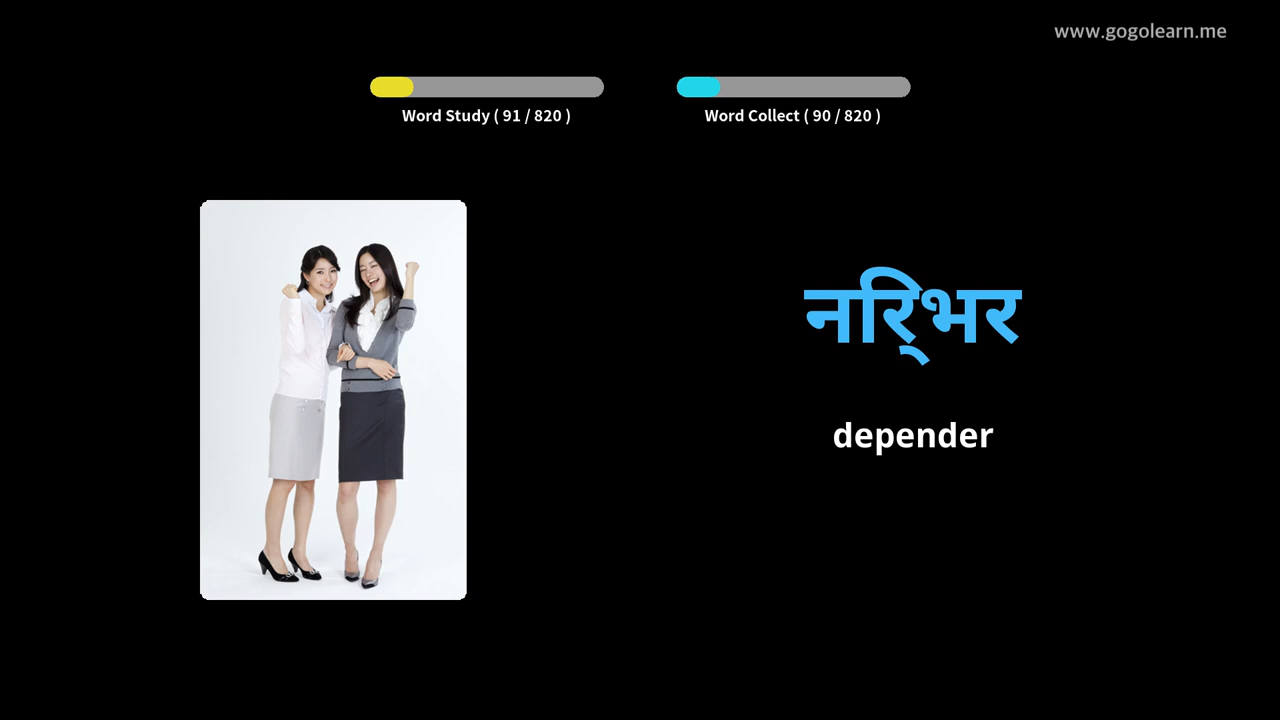 www.gogolearn.me
Word Study ( 91 / 820 )
Word Collect ( 90 / 820 )
नरि्भर
depender